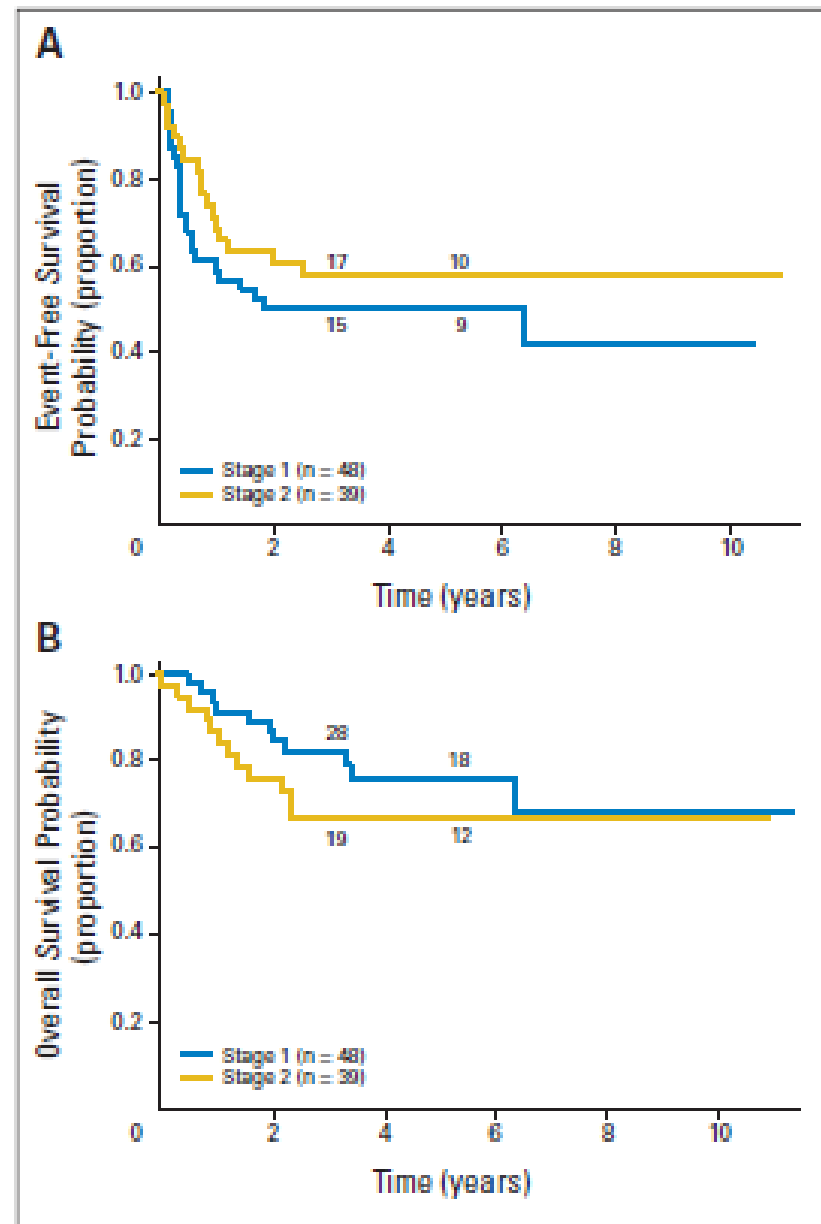 A
Event-Free Survival
Probability (proportion)
1.0
0.8
0.6
0.4
0.2
0
17
10
15
9
Stage 1 (n = 48)
Stage 2 (n = 39)
2
4
6
8
10
Time (years)
B
Overall Survival Probability
(proportion)
1.0
0.8
0.6
0.4
0.2
0
28
18
19
12
Stage 1 (n = 48)
Stage 2 (n = 39)
2
4
6
8
10
Time (years)